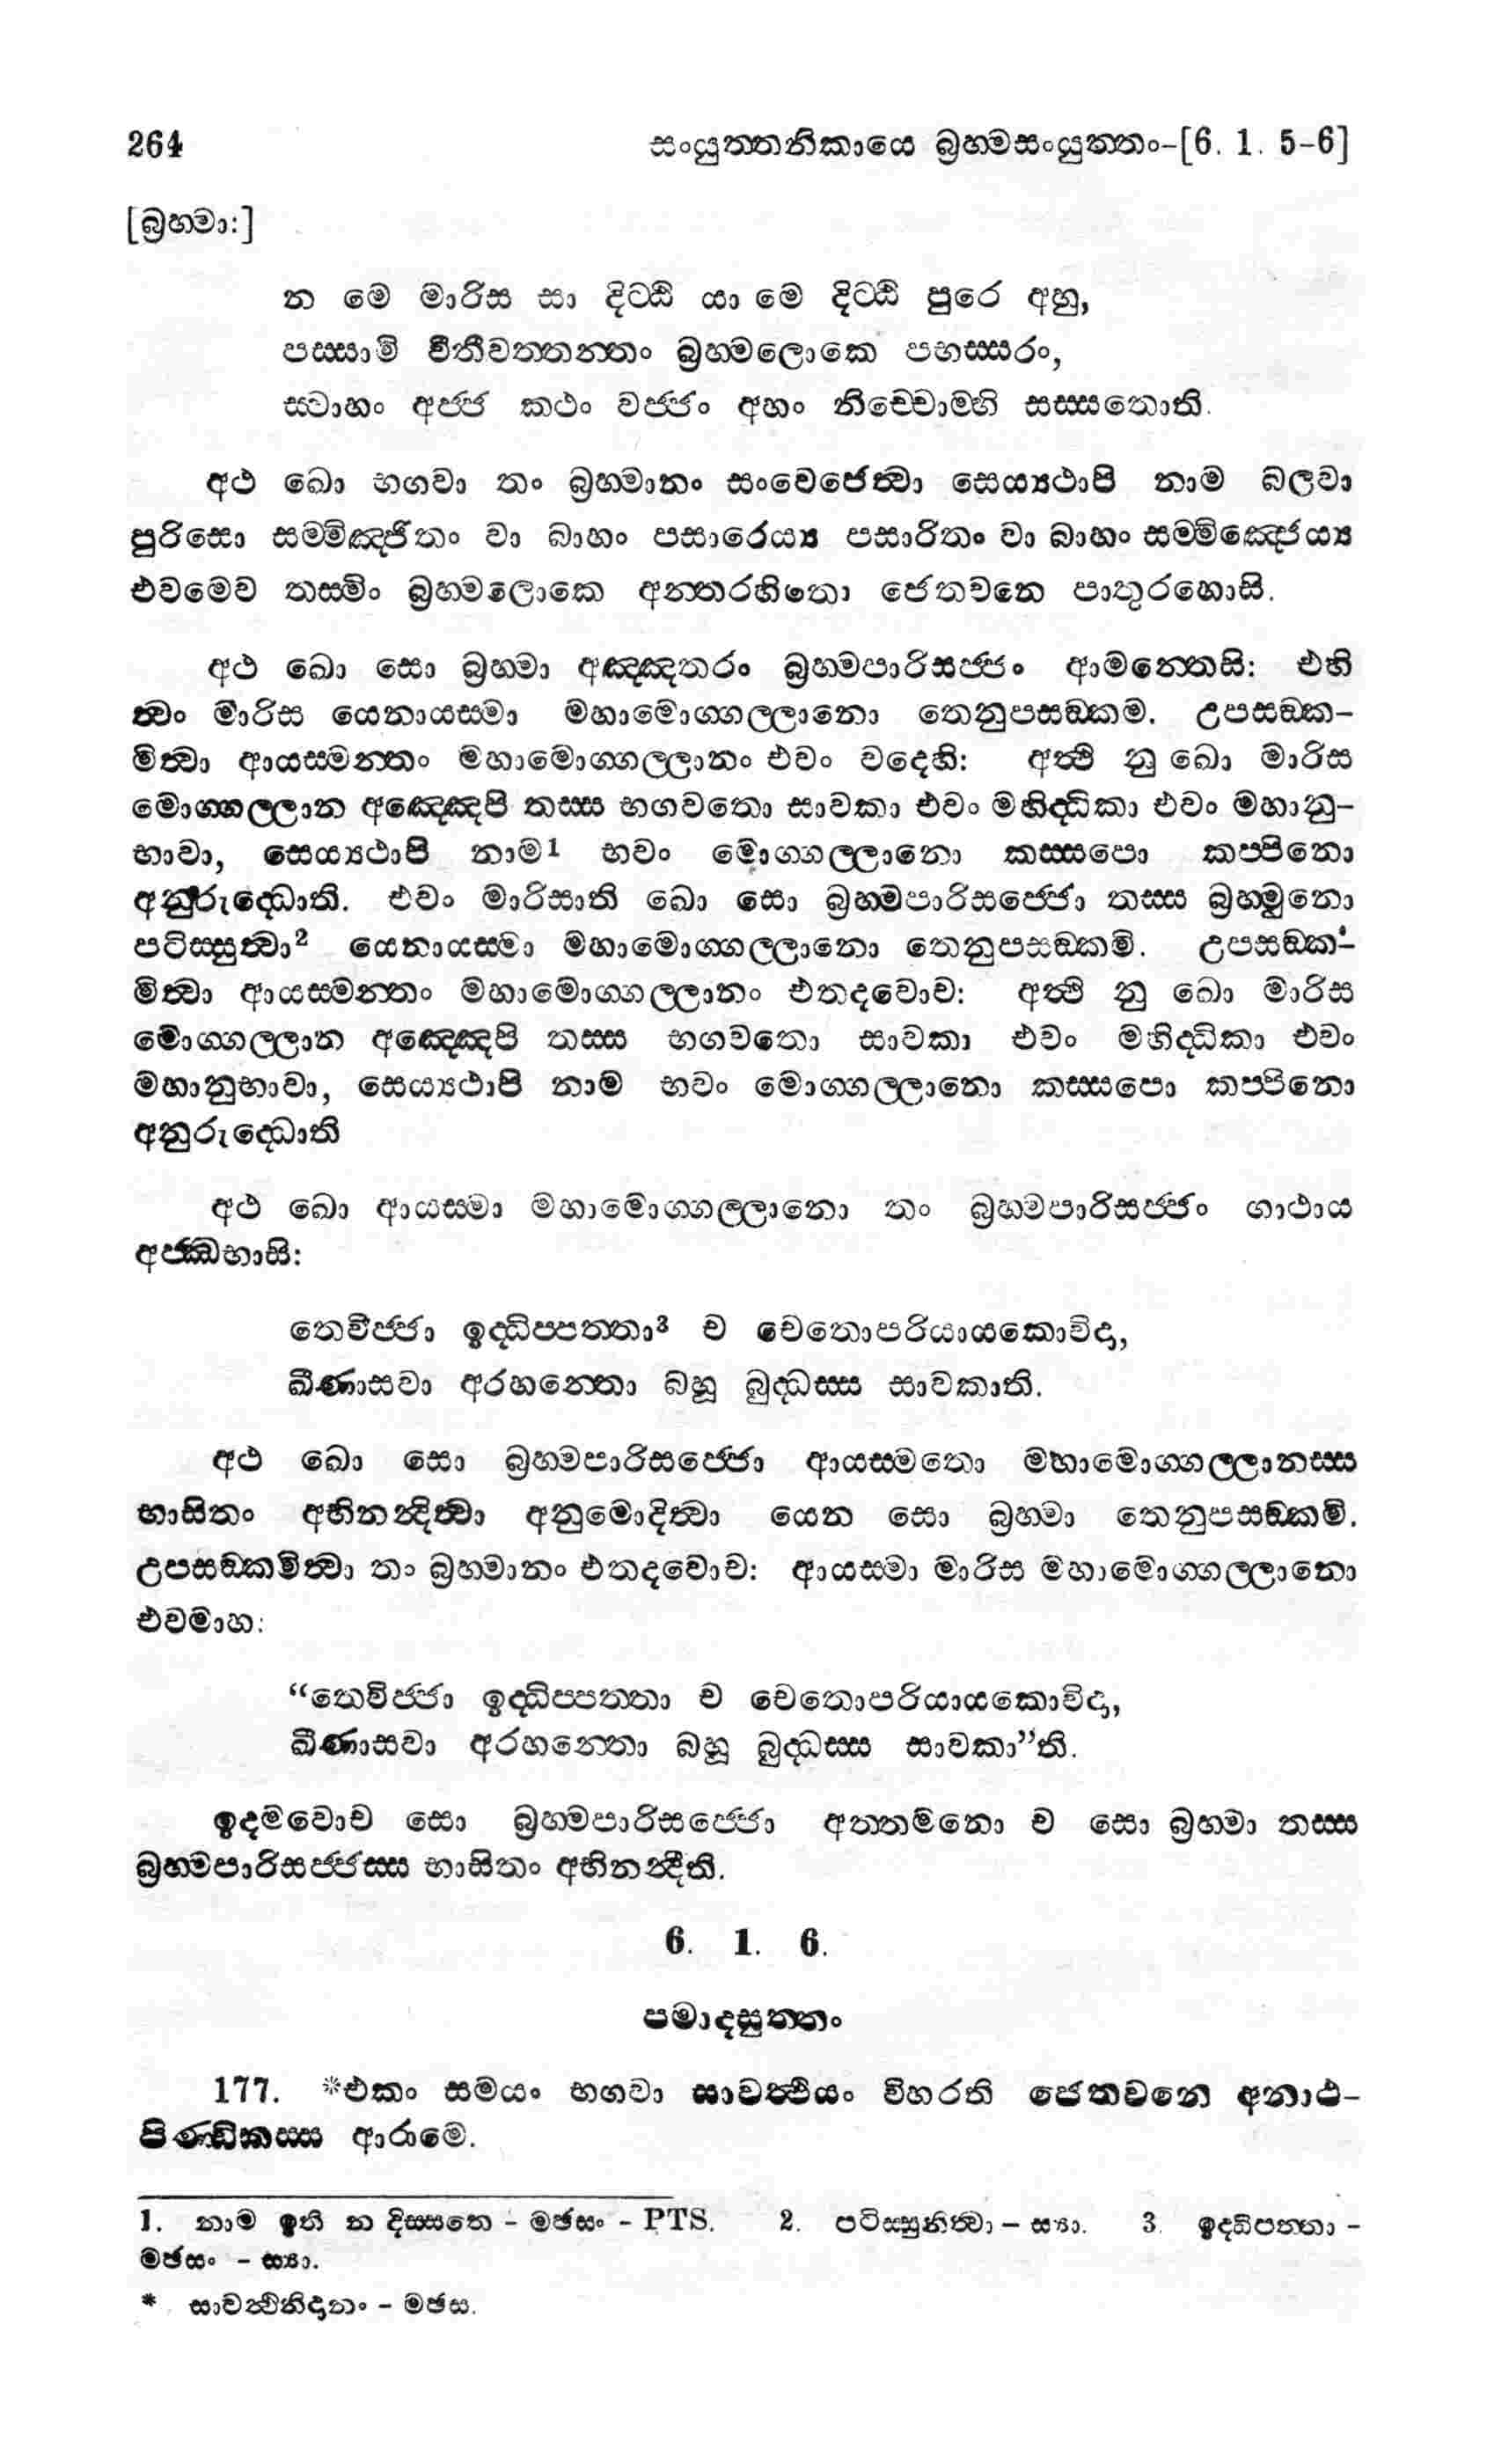 264 සංයුත්තනිකායෙ බ්‍රහ්මසංයුත්තං-[6. 1. 5-6]
[බ්‍රහ්මා:]
න මෙ මාරිස සා දිට්ඨි යා මෙ දිට්ඨි පුරෙ අහු,
පස්සාමි වීතිවත්තන්තං බ්‍රහ්මලොකෙ පභස්සරං,
ස්වාහං අජ්ජ කථං වජ්ජං අහං නිච්චොම්හි සස්සතොති.
අථ ඛො භගවා තං බ්‍රහ්මානං සංවෙජෙත්වා සෙය්‍යථාපි නාම බලවා
පුරිසො සම්මිඤ්ජිතං වා බාහං පසාරෙය්‍ය පසාරිතං වා බාහං සම්මිඤ්ජෙය්‍ය
එවමෙව තස්මිං බ්‍රහ්මලොකෙ අන්තරහිතො ජෙතවනෙ පාතුරහොසි.
අථ ඛො සො බ්‍රහ්මා අඤ්ඤතරං බ්‍රහ්මපාරිසජ්ජං ආමන්තෙසි: එහි
ත්වං මාරිස යෙනායස්මා මහාමොග්ගල්ලානො තෙනුපසඞ්කම. උපසඞ්ක-
මිත්වා ආයස්මන්තං මහාමොග්ගල්ලානං එවං වදෙහි: අත්ථි නු ඛො මාරිස
මොග්ගල්ලාන අඤ්ඤෙපි තස්ස භගවතො සාවකා එවං මහිද්ධිකා එවං මහානු-
භාවා, සෙය්‍යථාපි නාම1 භවං මොග්ගල්ලානො කස්සපො කප්පිනො
අනුරුද්ධොති. එවං මාරිසාති ඛො සො බ්‍රහ්මපාරිසජ්ජො තස්ස බ්‍රහ්මුනො
පටිස්සුත්වා2 යෙනායස්මා මහාමොග්ගල්ලානො තෙනුපසඞ්කමි. උපසඞ්ක-
මිත්වා ආයස්මන්තං මහාමොග්ගල්ලානං එතදවොච: අත්ථි නු ඛො මාරිස
මොග්ගල්ලාන අඤ්ඤෙපි තස්ස භගවතො සාවකා එවං මහිද්ධිකා එවං
මහානුභාවා, සෙය්‍යථාපි නාම භවං මොග්ගල්ලානො කස්සපො කප්පිනො
අනුරුද්ධොති
අථ ඛො ආයස්මා මහාමොග්ගල්ලානො තං බ්‍රහ්මපාරිසජ්ජං ගාථාය
අජ්ඣභාසි:
තෙවිජ්ජා ඉද්ධිප්පත්තා3 ච චෙතොපරියායකොවිදා,
ඛීණාසවා අරහන්තො බහූ බුද්ධස්ස සාවකාති.
අථ ඛො සො බ්‍රහ්මපාරිසජ්ජො ආයස්මතො මහාමොග්ගල්ලානස්ස
භාසිතං අභිනන්දිත්වා අනුමොදිත්වා යෙන සො බ්‍රහ්මා තෙනුපසඞ්කමි.
උපසඞ්කමිත්වා තං බ්‍රහ්මානං එතදවොච: ආයස්මා මාරිස මහාමොග්ගල්ලානො
එවමාහ:
“තෙවිජ්ජා ඉද්ධිප්පත්තා ච චෙතොපරියායකොවිදා,
ඛීණාසවා අරහන්තො බහූ බුද්ධස්ස සාවකා”ති.
ඉදමවොච සො බ්‍රහ්මපාරිසජ්ජො අත්තමනො ච සො බ්‍රහ්මා තස්ස
බ්‍රහ්මපාරිසජ්ජස්ස භාසිතං අභිනන්දීති.
6. 1. 6.
පමාදසුත්තං
177. *එකං සමයං භගවා සාවත්ථියං විහරති ජෙතවනෙ අනාථ-
පිණ්ඩිකස්ස ආරාමෙ.
1. නාම ඉති න දිස්සතෙ - මඡසං - PTS. 2. පටිස්සුනිත්වා - ස්‍යා. 3. ඉද්ධිපත්තා -
මඡසං - ස්‍යා.
* සාවත්ථිනිදානං - මඡස.